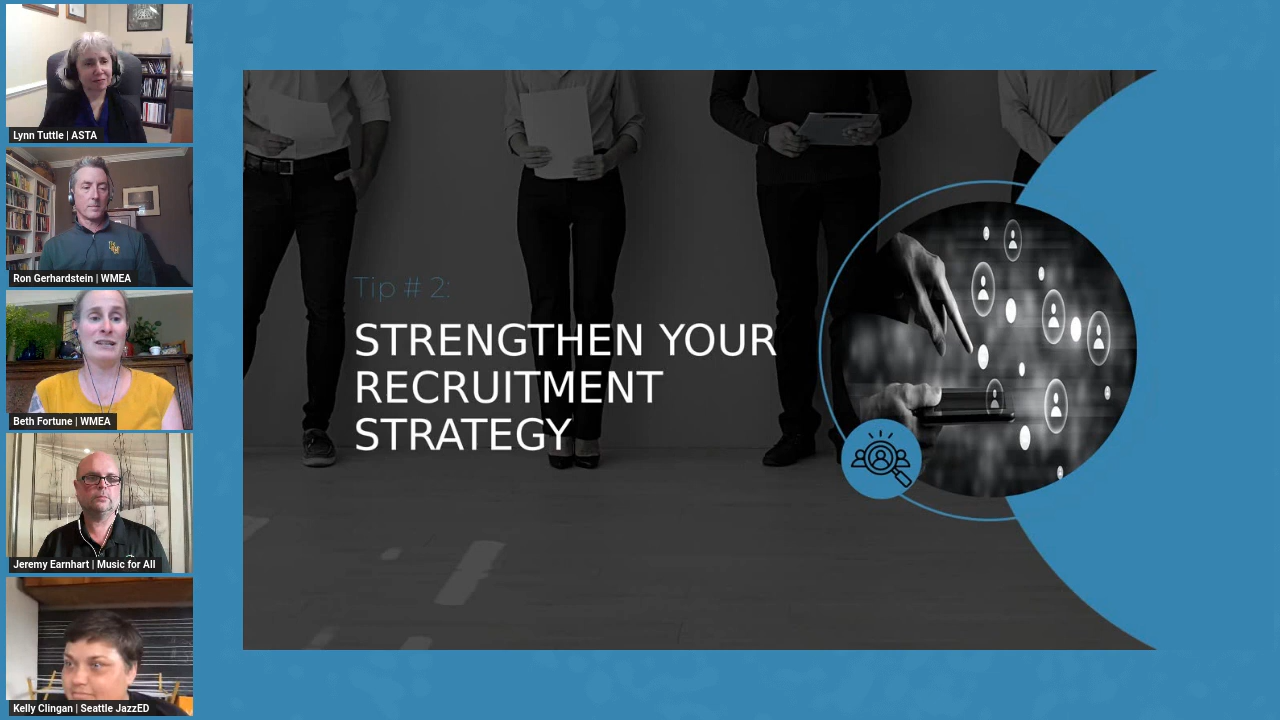 Lynn Tuttle | ASTA
Ron Gerhardstein | WMEA
Beth Fortune | WMEA
Jeremy Earnhart | Music for All
Kelly Clingan | Seattle JazzED
Tip # 2:
STRENGTHEN YOUR
RECRUITMENT
STRATEGY